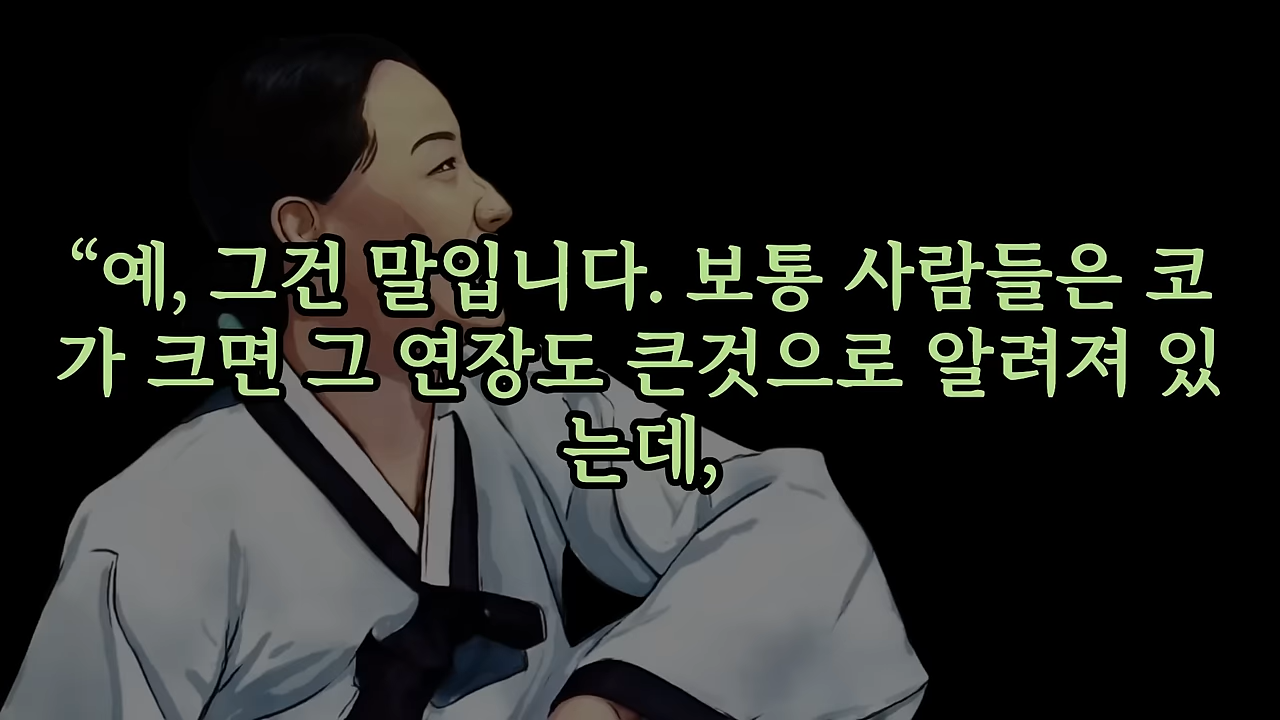 “예, 그건 말입니다. 보통 사람들은 코
가 크면 그 연장도 큰것으로 알려져 있
는데,